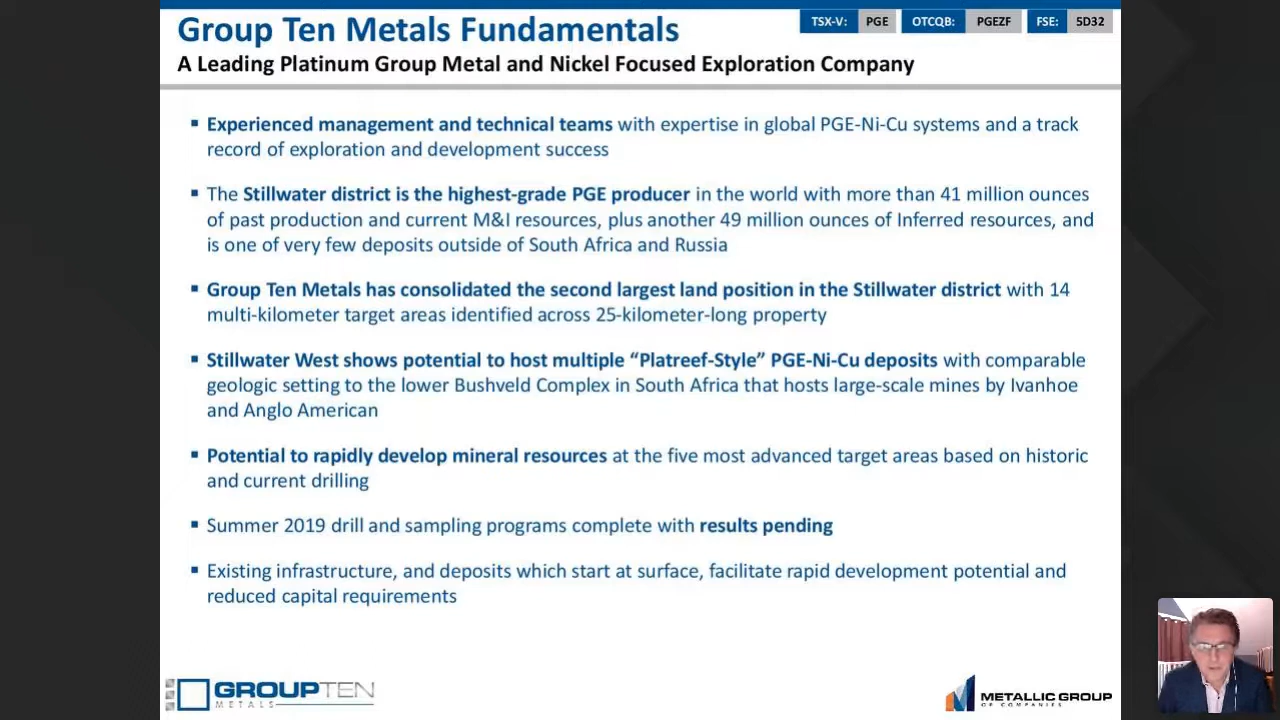 Group Ten Metals Fundamentals
TSX-V: PGE OTCQB: PGEZF FSE: 5D32
A Leading Platinum Group Metal and Nickel Focused Exploration Company
▪ Experienced management and technical teams with expertise in global PGE-Ni-Cu systems and a track
record of exploration and development success
▪ The Stillwater district is the highest-grade PGE producer in the world with more than 41 million ounces
of past production and current M&I resources, plus another 49 million ounces of Inferred resources, and
is one of very few deposits outside of South Africa and Russia
▪ Group Ten Metals has consolidated the second largest land position in the Stillwater district with 14
multi-kilometer target areas identified across 25-kilometer-long property
▪ Stillwater West shows potential to host multiple “Platreef-Style” PGE-Ni-Cu deposits with comparable
geologic setting to the lower Bushveld Complex in South Africa that hosts large-scale mines by Ivanhoe
and Anglo American
▪ Potential to rapidly develop mineral resources at the five most advanced target areas based on historic
and current drilling
▪ Summer 2019 drill and sampling programs complete with results pending
▪ Existing infrastructure, and deposits which start at surface, facilitate rapid development potential and
reduced capital requirements
GROUPTEN
METALS
METALLIC GROUP
OF COMPANIES